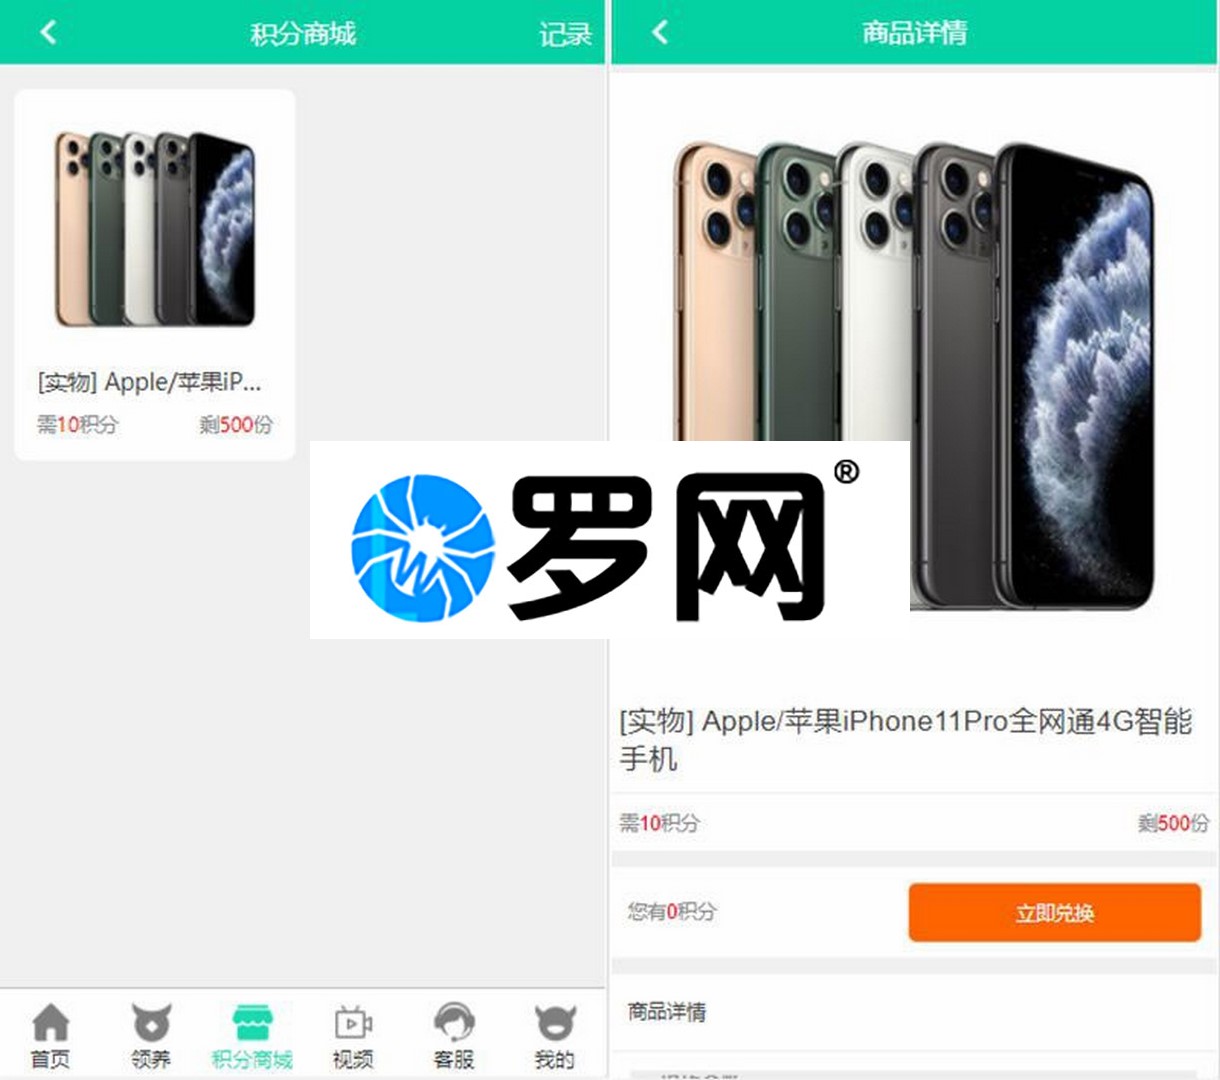 积分商城
记录
[实物] Apple/苹果iP...
需10积分
剩500份
首页
领养
积分商城
视频
客服
我的
商品详情
罗网®
[实物] Apple/苹果iPhone11Pro全网通4G智能
手机
需10积分
剩500份
您有0积分
立即兑换
商品详情